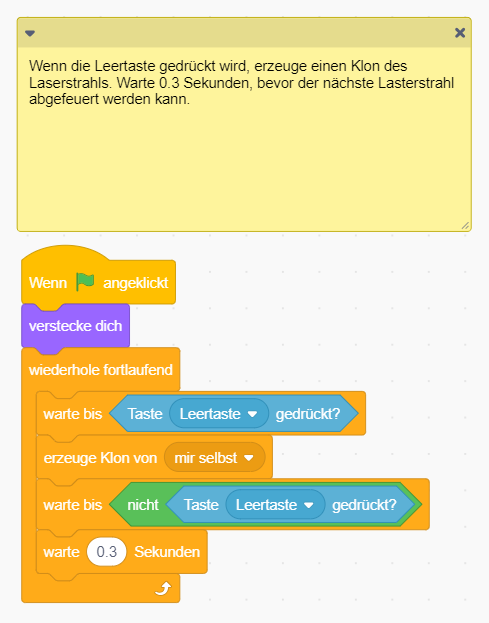 Wenn die Leertaste gedrückt wird, erzeuge einen Klon des
Laserstrahls. Warte 0.3 Sekunden, bevor der nächste Lasterstrahl
abgefeuert werden kann.
Wenn angeklickt
verstecke dich
wiederhole fortlaufend
warte bis Taste Leertaste gedrückt?
erzeuge Klon von mir selbst
warte bis nicht Taste Leertaste gedrückt?
warte 0.3 Sekunden